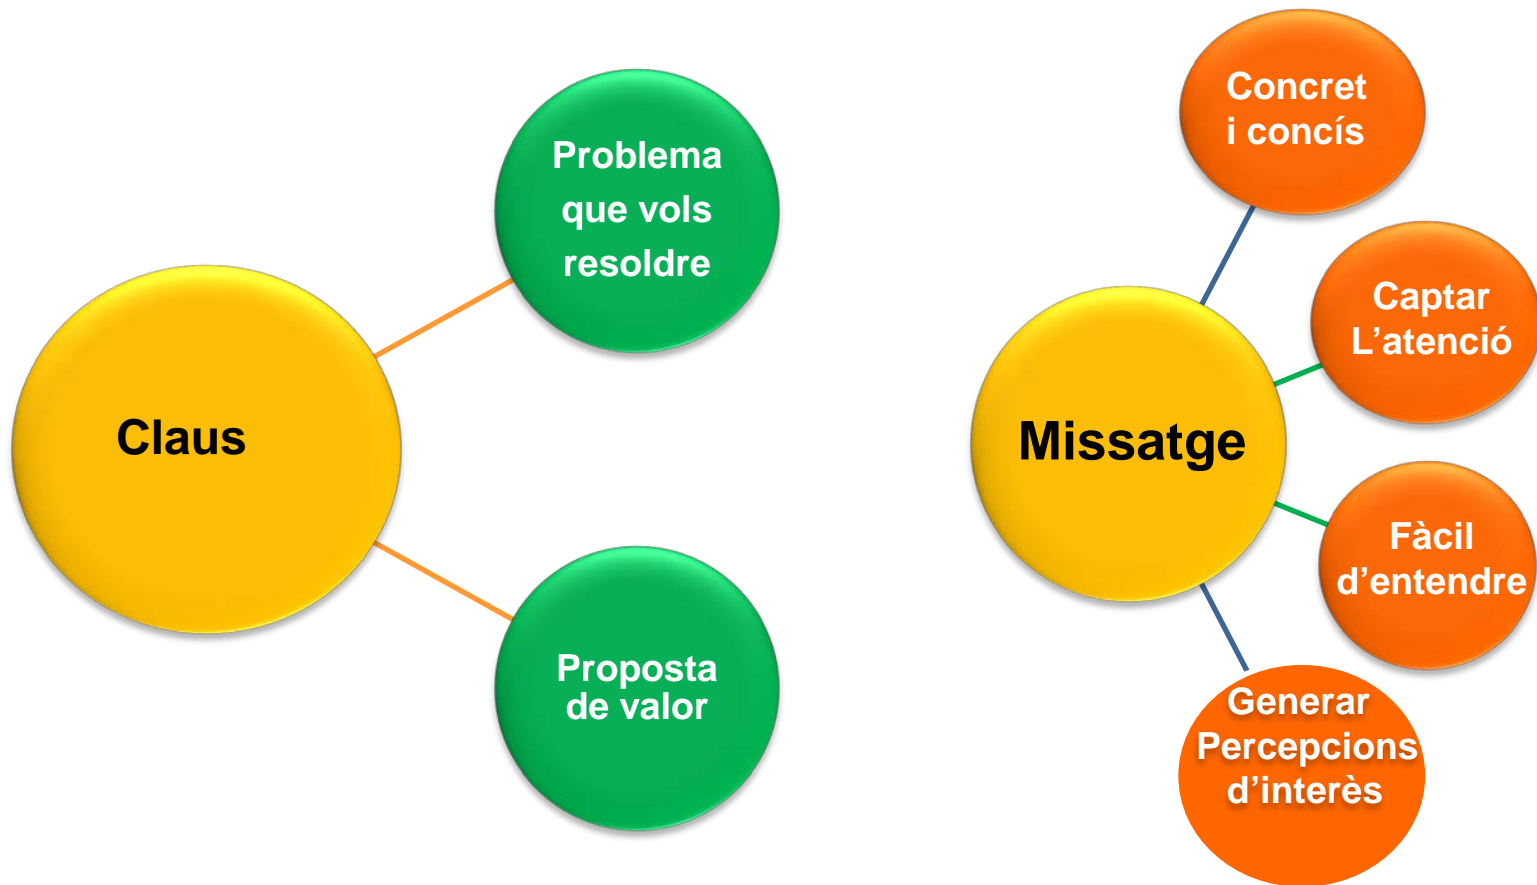 Claus
Problema
que vols
resoldre
Proposta
de valor
Missatge
Concret
i concís
Captar
L’atenció
Fàcil
d’entendre
Generar
Percepcions
d’interès